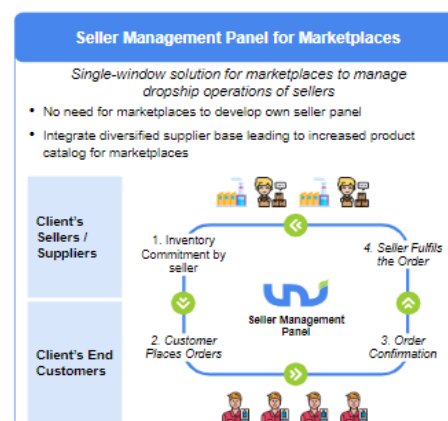 Seller Management Panel for Marketplaces
Single-window solution for marketplaces to manage
dropship operations of sellers
• No need for marketplaces to develop own seller panel
• Integrate diversified supplier base leading to increased product
catalog for marketplaces
Client's
Sellers /
Suppliers
1. Inventory
Commitment by
seller
4. Seller Fulfils
the Order
uni
Seller Management
Panel
2. Customer
Places Orders
3. Order
Confirmation
Client's End
Customers